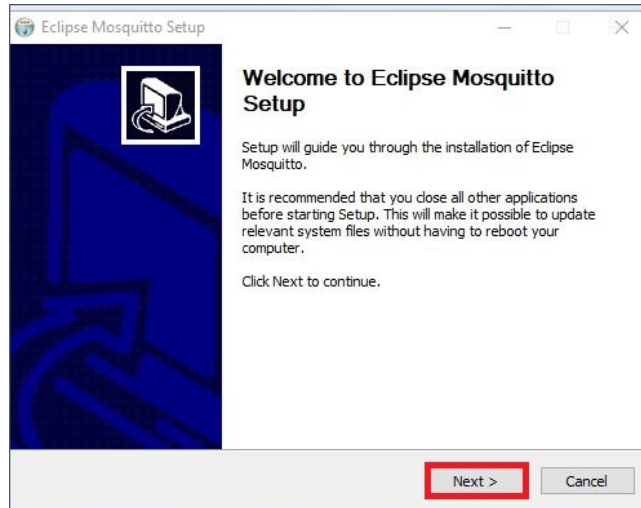 Eclipse Mosquitto Setup
Welcome to Eclipse Mosquitto
Setup
Setup will guide you through the installation of Eclipse
Mosquitto.
It is recommended that you close all other applications
before starting Setup. This will make it possible to update
relevant system files without having to reboot your
computer.
Click Next to continue.
Next >
Cancel